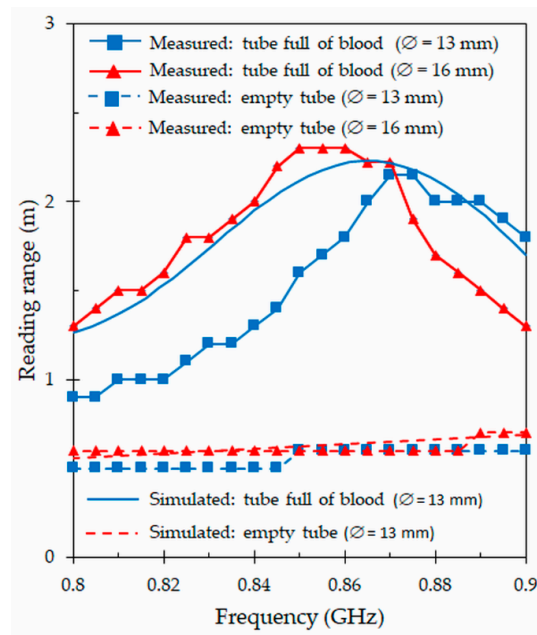 3
Measured: tube full of blood (∅ = 13 mm)
Measured: tube full of blood (∅ = 16 mm)
Measured: empty tube (∅ = 13 mm)
Measured: empty tube (∅ = 16 mm)
2
Reading range (m)
1
Simulated: tube full of blood (∅ = 13 mm)
Simulated: empty tube (∅ = 13 mm)
0
0.8 0.82 0.84 0.86 0.88 0.9
Frequency (GHz)